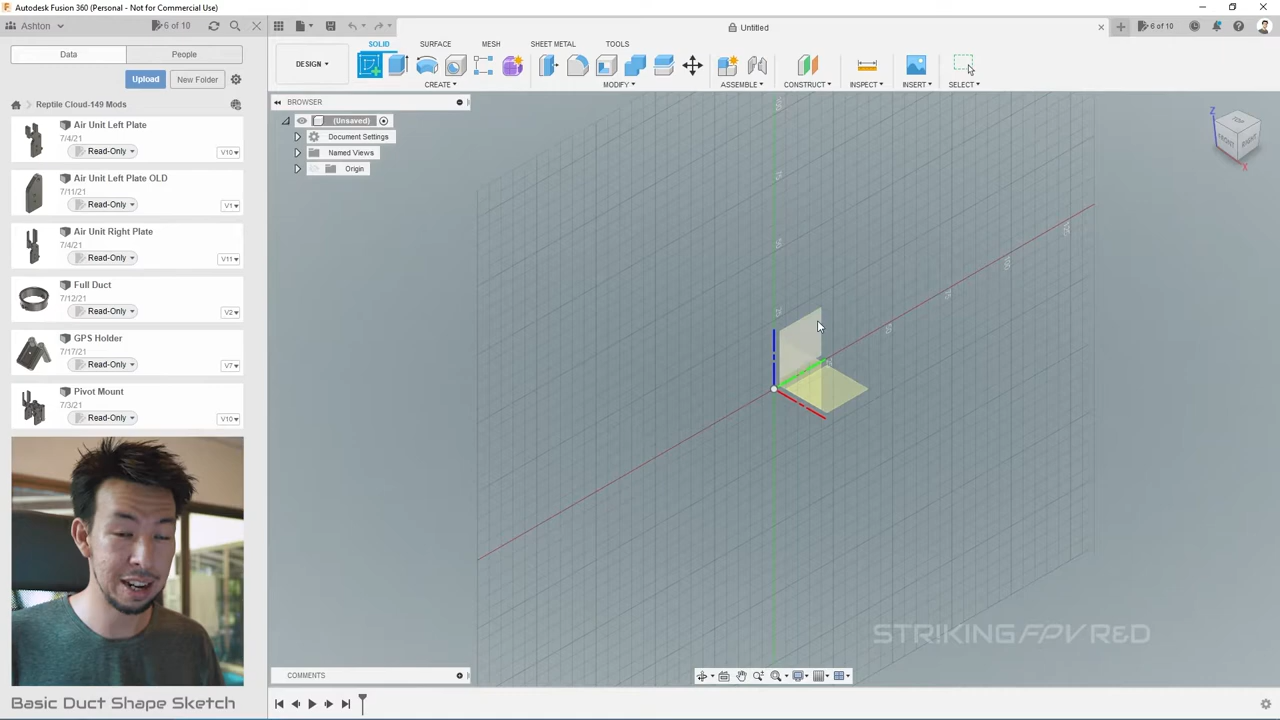 Autodesk Fusion 360 (Personal - Not for Commercial Use)
Ashton
6 of 10
Untitled
6 of 10
Data
People
Upload
New Folder
Reptile Cloud-149 Mods
Air Unit Left Plate
7/4/21
Read-Only
V10
Air Unit Left Plate OLD
7/11/21
Read-Only
V1
Air Unit Right Plate
7/4/21
Read-Only
V11
Full Duct
7/12/21
Read-Only
V2
GPS Holder
7/17/21
Read-Only
V7
Pivot Mount
7/3/21
Read-Only
V10
DESIGN
SOLID
SURFACE
MESH
SHEET METAL
TOOLS
CREATE
MODIFY
ASSEMBLE
CONSTRUCT
INSPECT
INSERT
SELECT
BROWSER
(Unsaved)
Document Settings
Named Views
Origin
Z
TOP
FRONT
RIGHT
X
STRIKING FPV R&D
COMMENTS
Basic Duct Shape Sketch